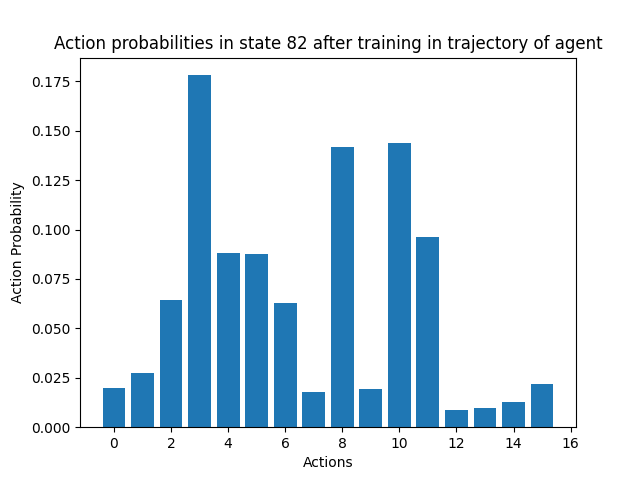 Action probabilities in state 82 after training in trajectory of agent
0.175
0.150
0.125
0.100
0.075
0.050
0.025
0.000
Action Probability
0 2 4 6 8 10 12 14 16
Actions